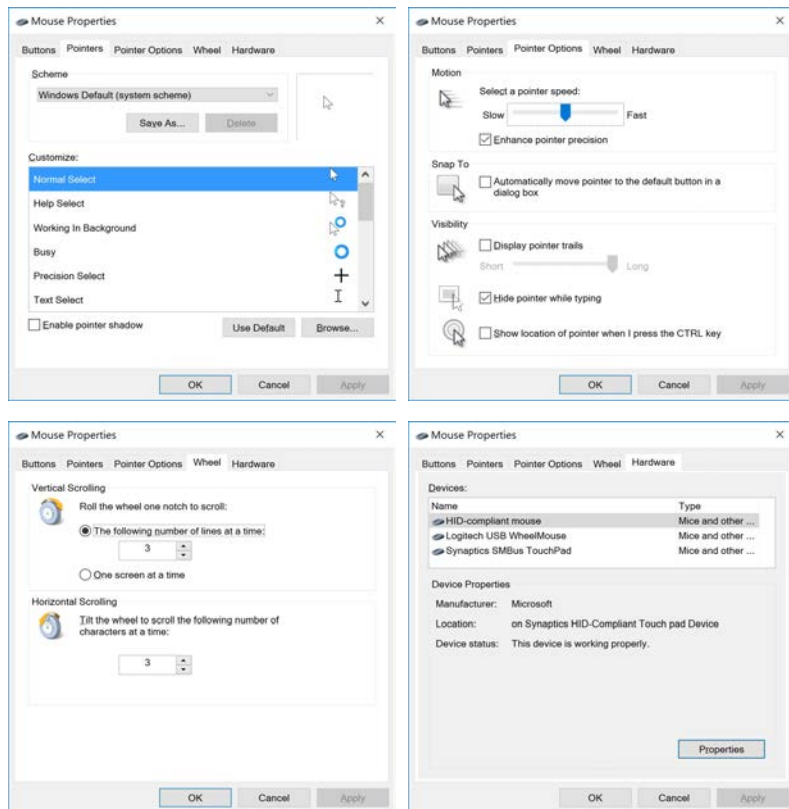 Mouse Properties
Buttons Pointers Pointer Options Wheel Hardware
Scheme
Windows Default (system scheme)
Save As... Delete
Customize:
Normal Select
Help Select
Working In Background
Busy
Precision Select
Text Select
Enable pointer shadow
Use Default Browse...
OK Cancel Apply
Mouse Properties
Buttons Pointers Pointer Options Wheel Hardware
Motion
Select a pointer speed:
Slow Fast
Enhance pointer precision
Snap To
Automatically move pointer to the default button in a
dialog box
Visibility
Display pointer trails
Short Long
Hide pointer while typing
Show location of pointer when I press the CTRL key
OK Cancel Apply
Mouse Properties
Buttons Pointers Pointer Options Wheel Hardware
Vertical Scrolling
Roll the wheel one notch to scroll:
The following number of lines at a time:
3
One screen at a time
Horizontal Scrolling
Tilt the wheel to scroll the following number of
characters at a time:
3
OK Cancel Apply
Mouse Properties
Buttons Pointers Pointer Options Wheel Hardware
Devices:
Name Type
HID-compliant mouse Mice and other ...
Logitech USB WheelMouse Mice and other ...
Synaptics SMBus TouchPad Mice and other ...
Device Properties
Manufacturer: Microsoft
Location: on Synaptics HID-Compliant Touch pad Device
Device status: This device is working properly.
Properties
OK Cancel Apply